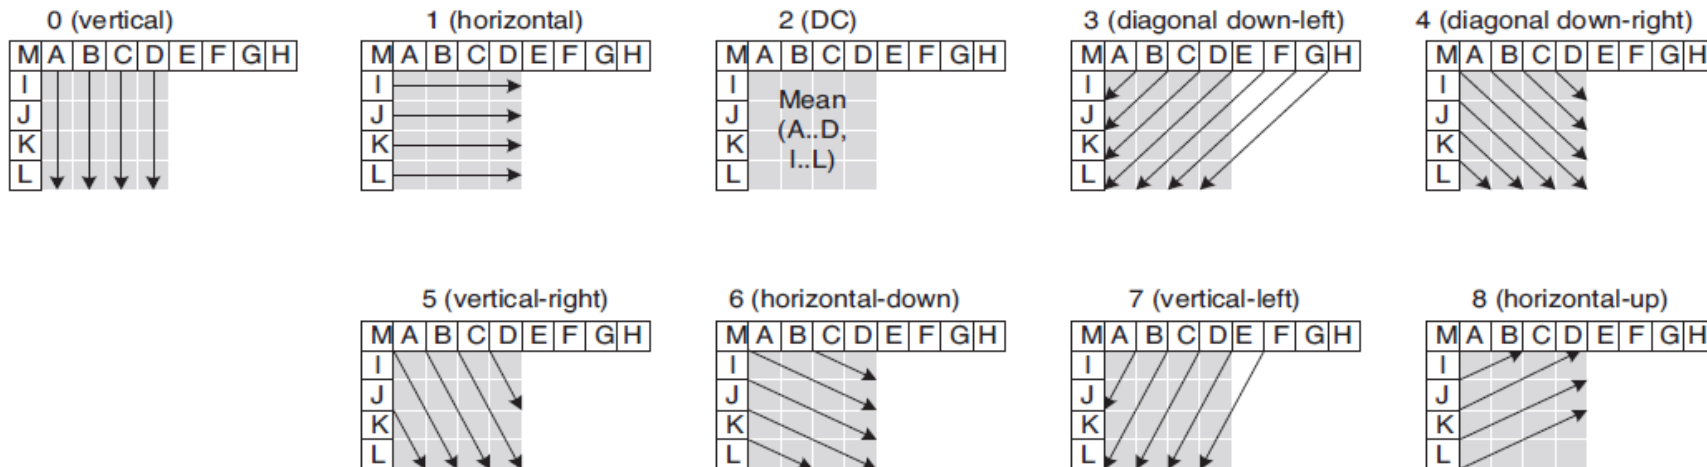 0 (vertical) 1 (horizontal) 2 (DC) 3 (diagonal down-left) 4 (diagonal down-right)
M A B C D E F G H M A B C D E F G H M A B C D E F G H M A B C D E F G H M A B C D E F G H
I I I I I
J J Mean J J
K K (A..D, K K K
L L I..L) L L L
J
5 (vertical-right) 6 (horizontal-down) 7 (vertical-left) 8 (horizontal-up)
M A B C D E F G H M A B C D E F G H M A B C D E F G H M A B C D E F G H
I I I I
J J J J
K K K K
L L L L